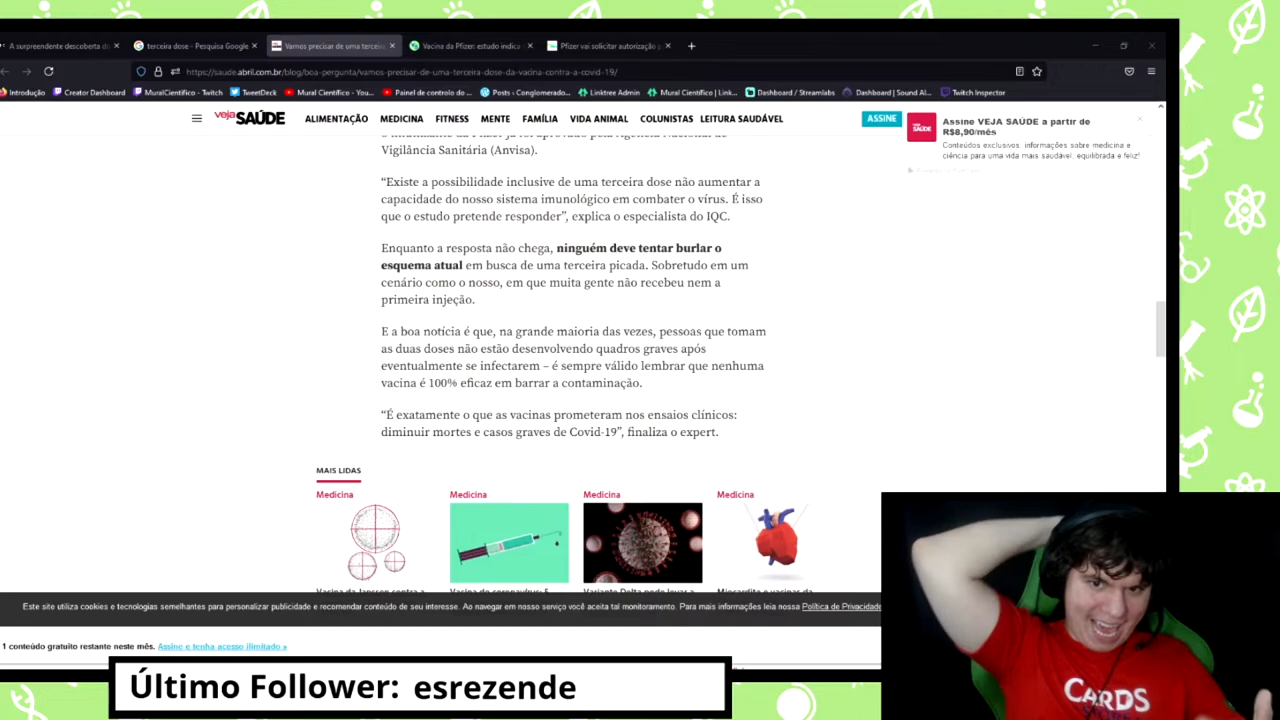 A surpreendente descoberta do
terceira dose - Pesquisa Google
Vamos precisar de uma terceira
Vacina da Pfizer: estudo indica
Pfizer vai solicitar autorização
https://saude.abril.com.br/blog/boa-pergunta/vamos-precisar-de-uma-terceira-dose-da-vacina-contra-a-covid-19/
Introdução
Creator Dashboard
MuralCientífico - Twitch
TweetDeck
Mural Científico - You...
Painel de controlo do ...
Posts ‹ Conglomerado...
Linktree Admin
Mural Científico | Link...
Dashboard / Streamlabs
Dashboard | Sound Al...
Twitch Inspector
veja SAÚDE
ALIMENTAÇÃO MEDICINA FITNESS MENTE FAMÍLIA VIDA ANIMAL COLUNISTAS LEITURA SAUDÁVEL
ASSINE
veja SAÚDE
Assine VEJA SAÚDE a partir de
R$8,90/mês
Conteúdos exclusivos, informações sobre medicina e
ciência para uma vida mais saudável, equilibrada e feliz!
Vigilância Sanitária (Anvisa).
“Existe a possibilidade inclusive de uma terceira dose não aumentar a
capacidade do nosso sistema imunológico em combater o vírus. É isso
que o estudo pretende responder”, explica o especialista do IQC.
Enquanto a resposta não chega, ninguém deve tentar burlar o
esquema atual em busca de uma terceira picada. Sobretudo em um
cenário como o nosso, em que muita gente não recebeu nem a
primeira injeção.
E a boa notícia é que, na grande maioria das vezes, pessoas que tomam
as duas doses não estão desenvolvendo quadros graves após
eventualmente se infectarem – é sempre válido lembrar que nenhuma
vacina é 100% eficaz em barrar a contaminação.
“É exatamente o que as vacinas prometeram nos ensaios clínicos:
diminuir mortes e casos graves de Covid-19”, finaliza o expert.
MAIS LIDAS
Medicina
Medicina
Medicina
Medicina
Este site utiliza cookies e tecnologias semelhantes para personalizar publicidade e recomendar conteúdo de seu interesse. Ao navegar em nosso serviço você aceita tal monitoramento. Para mais informações leia nossa Política de Privacidade
1 conteúdo gratuito restante neste mês. Assine e tenha acesso ilimitado »
Último Follower: esrezende
CARDS